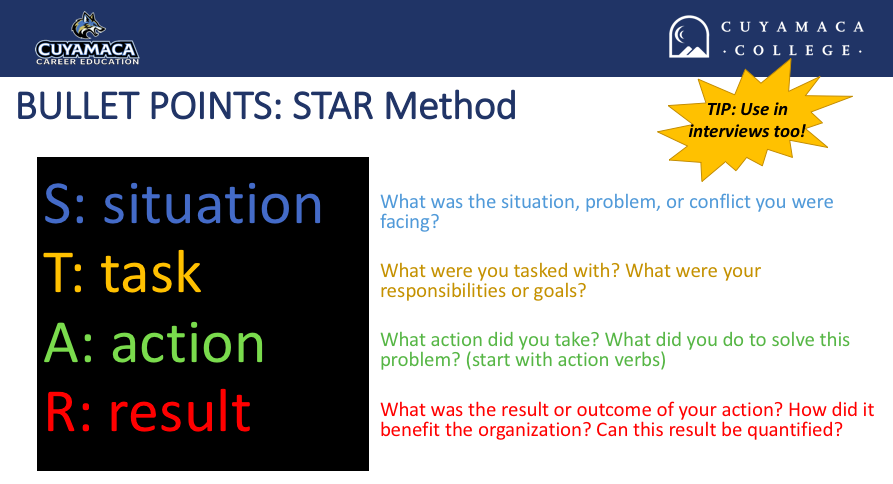 CUYAMACA
CAREER EDUCATION
CUYAMACA
·COLLEGE·
BULLET POINTS: STAR Method
TIP: Use in
interviews too!
S: situation
What was the situation, problem, or conflict you were
facing?
T: task
What were you tasked with? What were your
responsibilities or goals?
A: action
What action did you take? What did you do to solve this
problem? (start with action verbs)
R: result
What was the result or outcome of your action? How did it
benefit the organization? Can this result be quantified?